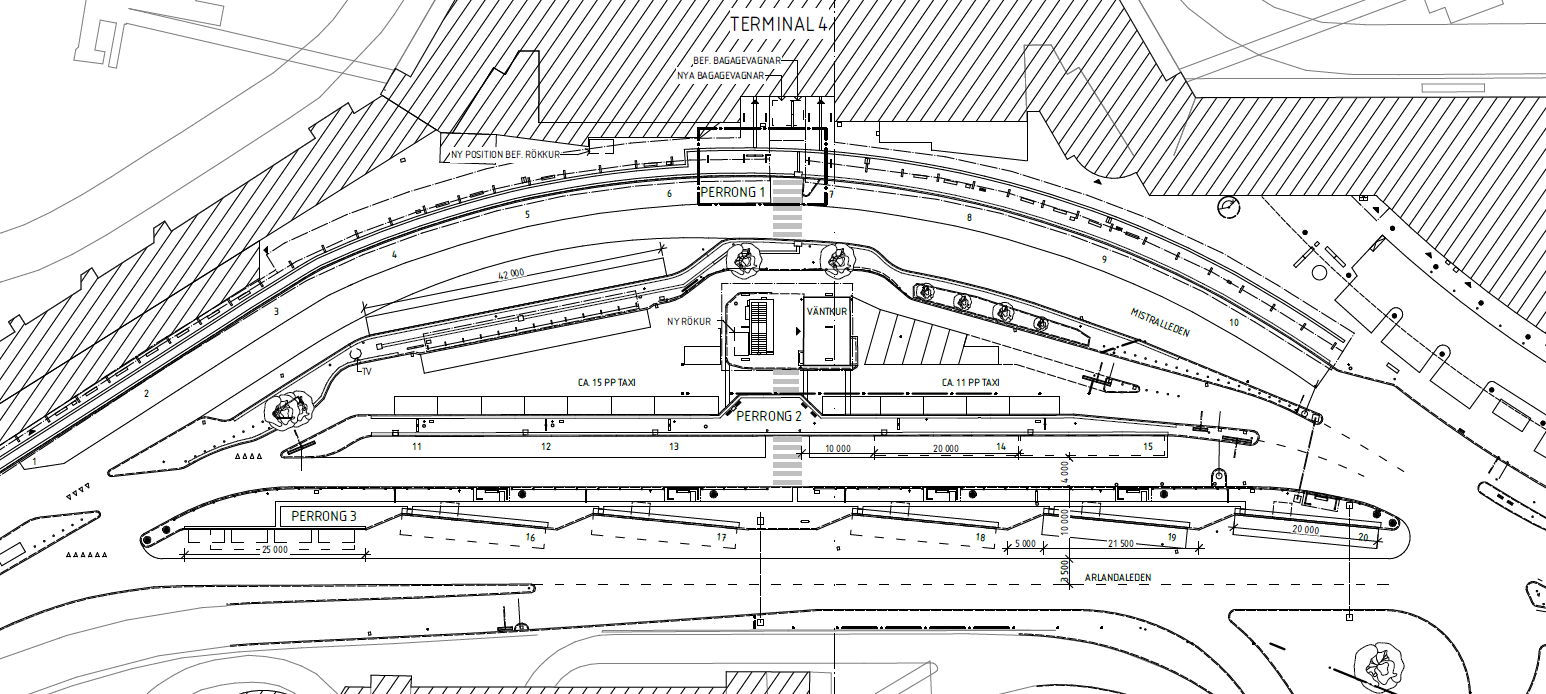 TERMINAL 4
BEF. BAGAGEVAGNAR
NYA BAGAGEVAGNAR
NY POSITION BEF. RÖKKUR
PERRONG 1
6
7
5
8
4
9
42 000
3
10
MISTRALLEDEN
NY RÖKUR
VÄNTKUR
TV
2
CA. 15 PP TAXI
CA. 11 PP TAXI
PERRONG 2
1
11
12
13
10 000
20 000
14
15
4 000
PERRONG 3
10 000
16
17
18
19
20 000
20
5 000
21 500
25 000
3 500
ARLANDALEDEN